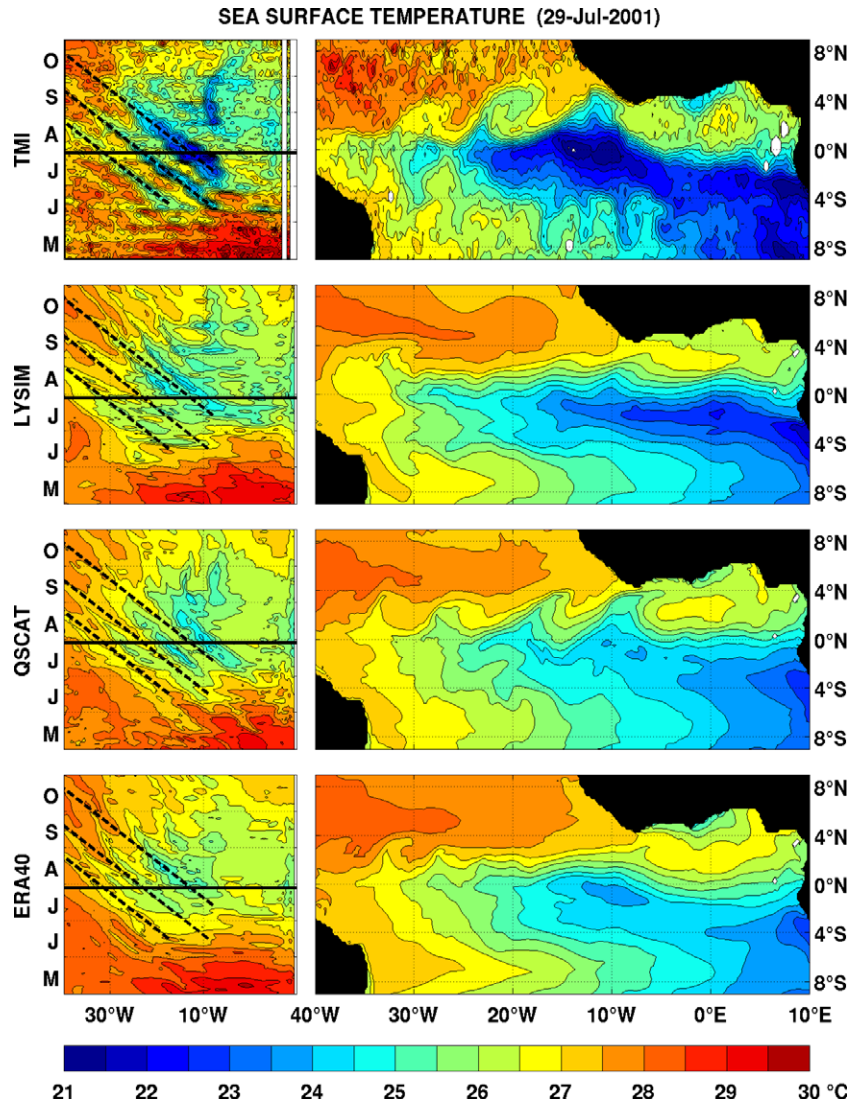 SEA SURFACE TEMPERATURE (29-Jul-2001)
TMI
O
S
A
J
J
M
8°N
4°N
0°N
4°S
8°S
LYSIM
O
S
A
J
J
M
8°N
4°N
0°N
4°S
8°S
QSCAT
O
S
A
J
J
M
8°N
4°N
0°N
4°S
8°S
ERA40
O
S
A
J
J
M
8°N
4°N
0°N
4°S
8°S
30°W 10°W 40°W 30°W 20°W 10°W 0°E 10°E
21 22 23 24 25 26 27 28 29 30 °C